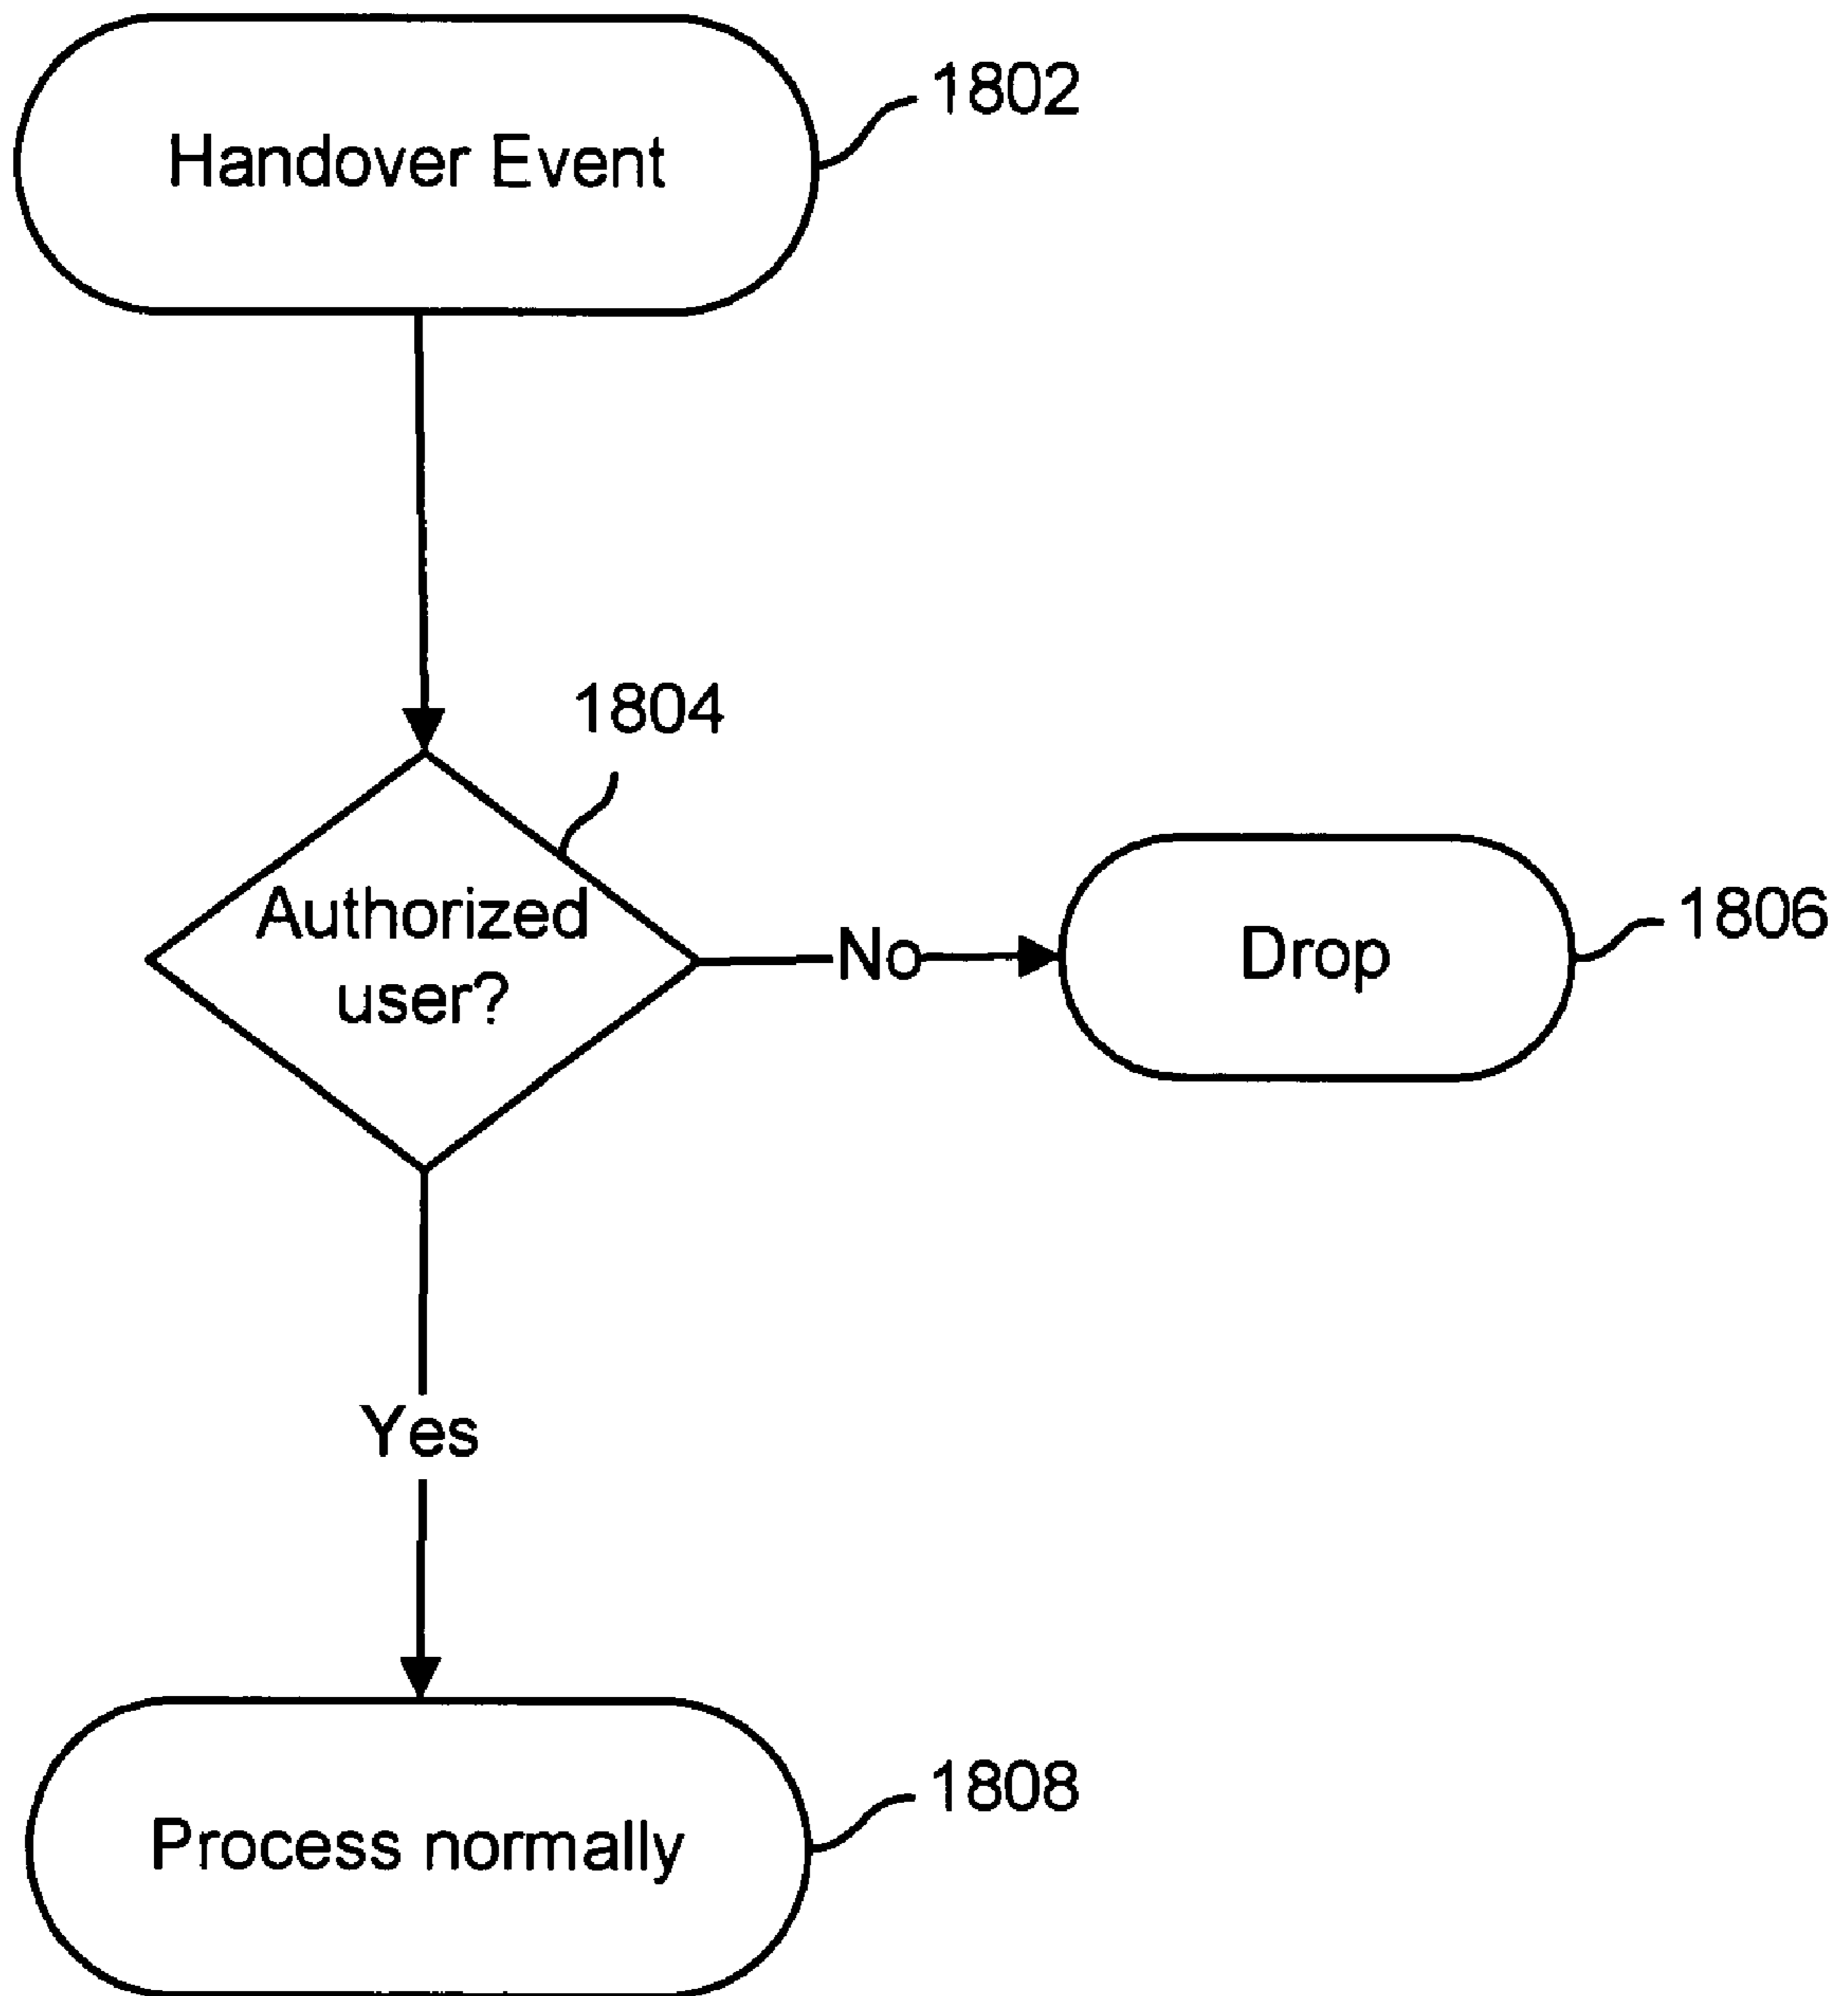 1802
Handover Event
1804
Authorized
user?
No
Drop
1806
Yes
1808
Process normally